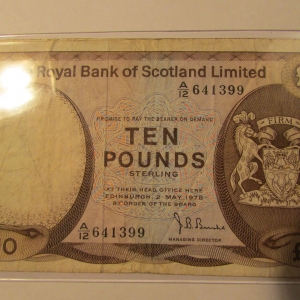 Royal Bank of Scotland Limited
A/12 641399
PROMISE TO PAY THE BEARER ON DEMAND
TEN
POUNDS
STERLING
AT THEIR HEAD OFFICE HERE
EDINBURGH, 2 MAY, 1978
BY ORDER OF THE BOARD
FIRM
A/12 641399
MANAGING DIRECTOR